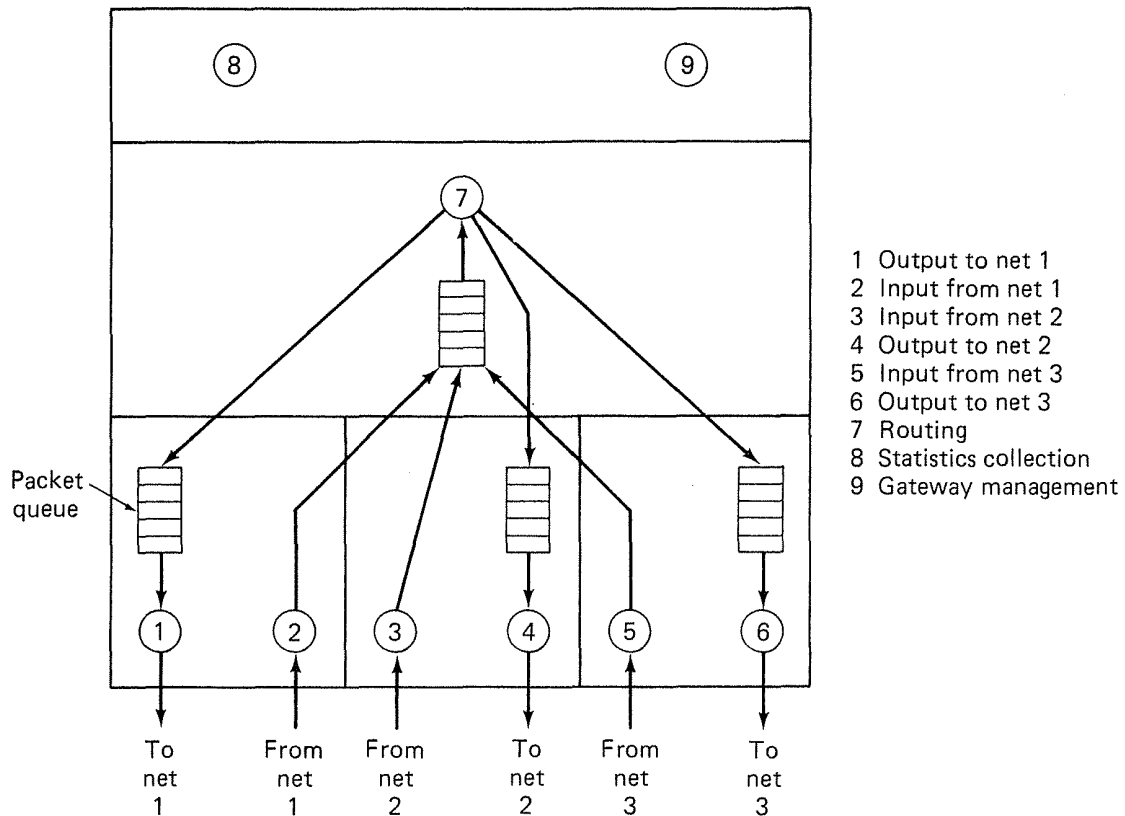 8
9
7
1 Output to net 1
2 Input from net 1
3 Input from net 2
4 Output to net 2
5 Input from net 3
6 Output to net 3
7 Routing
8 Statistics collection
9 Gateway management
Packet
queue
1
2
3
4
5
6
To
net
1
From
net
1
From
net
2
To
net
2
From
net
3
To
net
3